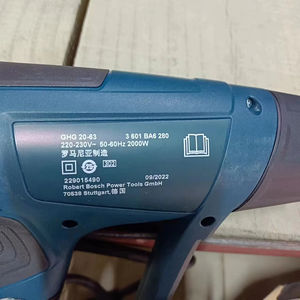 GHG 20-63 3 601 BA6 280
220-230V~ 50-60Hz 2000W
罗马尼亚制造
229015490 09/2022
Robert Bosch Power Tools GmbH
70538 Stuttgart,德国